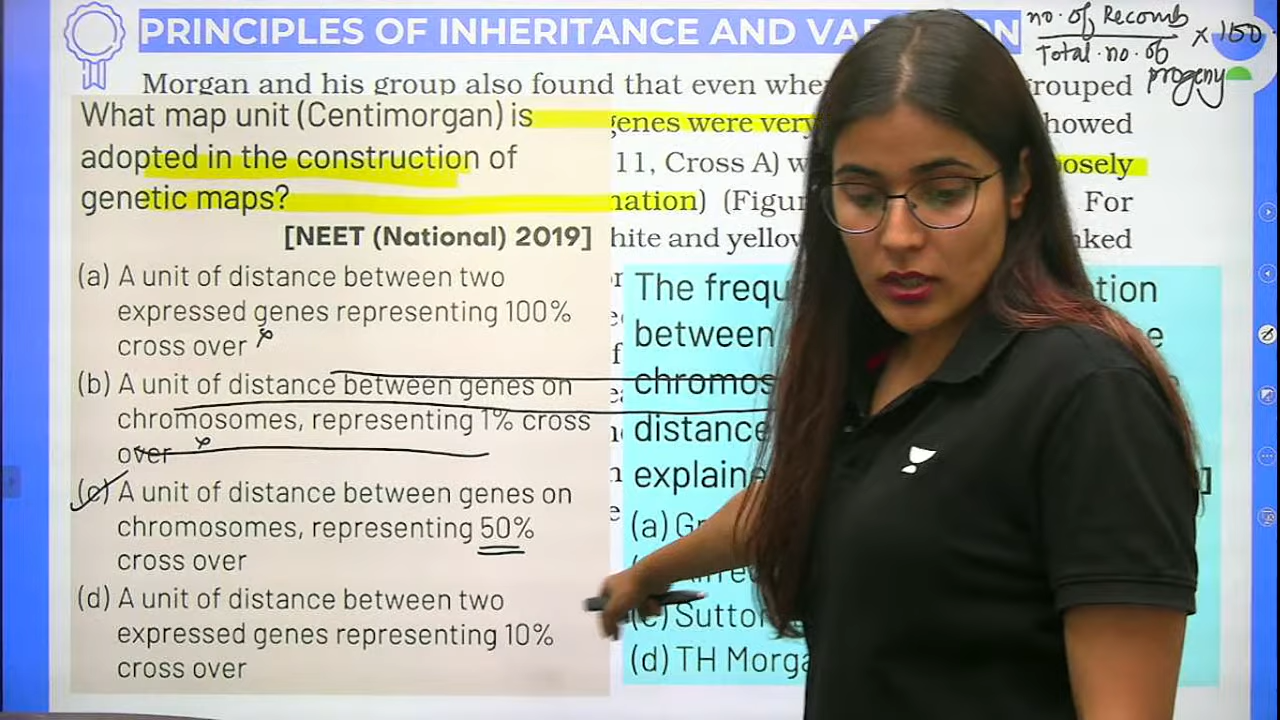 PRINCIPLES OF INHERITANCE AND VA ON
no. of Recomb
Total. no. of progeny
× 100
Morgan and his group also found that even whe grouped
genes were very howed
11, Cross A) w oosely
nation) (Figur For
hite and yellow nked
What map unit (Centimorgan) is
adopted in the construction of
genetic maps?
[NEET (National) 2019]
(a) A unit of distance between two
expressed genes representing 100%
cross over
(b) A unit of distance between genes on
chromosomes, representing 1% cross
over
(c) A unit of distance between genes on
chromosomes, representing 50%
cross over
(d) A unit of distance between two
expressed genes representing 10%
cross over
The frequ tion
between e
chromos
distance
explaine ]
(a) Gr
Alfred
(c) Sutton
(d) TH Morga